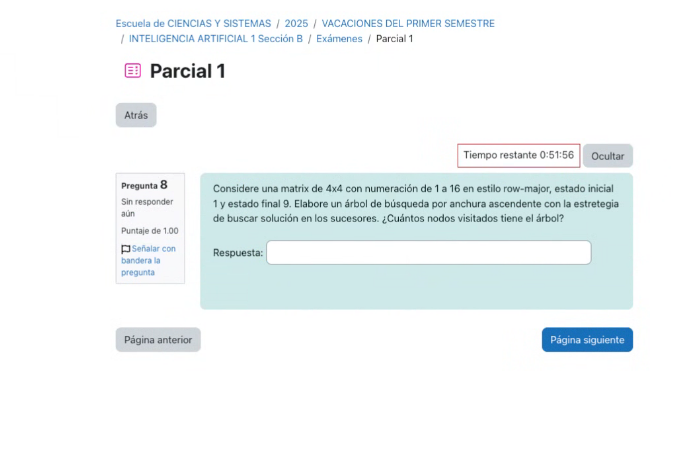 Escuela de CIENCIAS Y SISTEMAS / 2025 / VACACIONES DEL PRIMER SEMESTRE
/ INTELIGENCIA ARTIFICIAL 1 Sección B / Exámenes / Parcial 1
Parcial 1
Atrás
Tiempo restante 0:51:56
Ocultar
Pregunta 8
Sin responder
aún
Puntaje de 1.00
Señalar con
bandera la
pregunta
Considere una matriz de 4x4 con numeración de 1 a 16 en estilo row-major, estado inicial
1 y estado final 9. Elabore un árbol de búsqueda por anchura ascendente con la estretegia
de buscar solución en los sucesores. ¿Cuántos nodos visitados tiene el árbol?
Respuesta:
Página anterior
Página siguiente